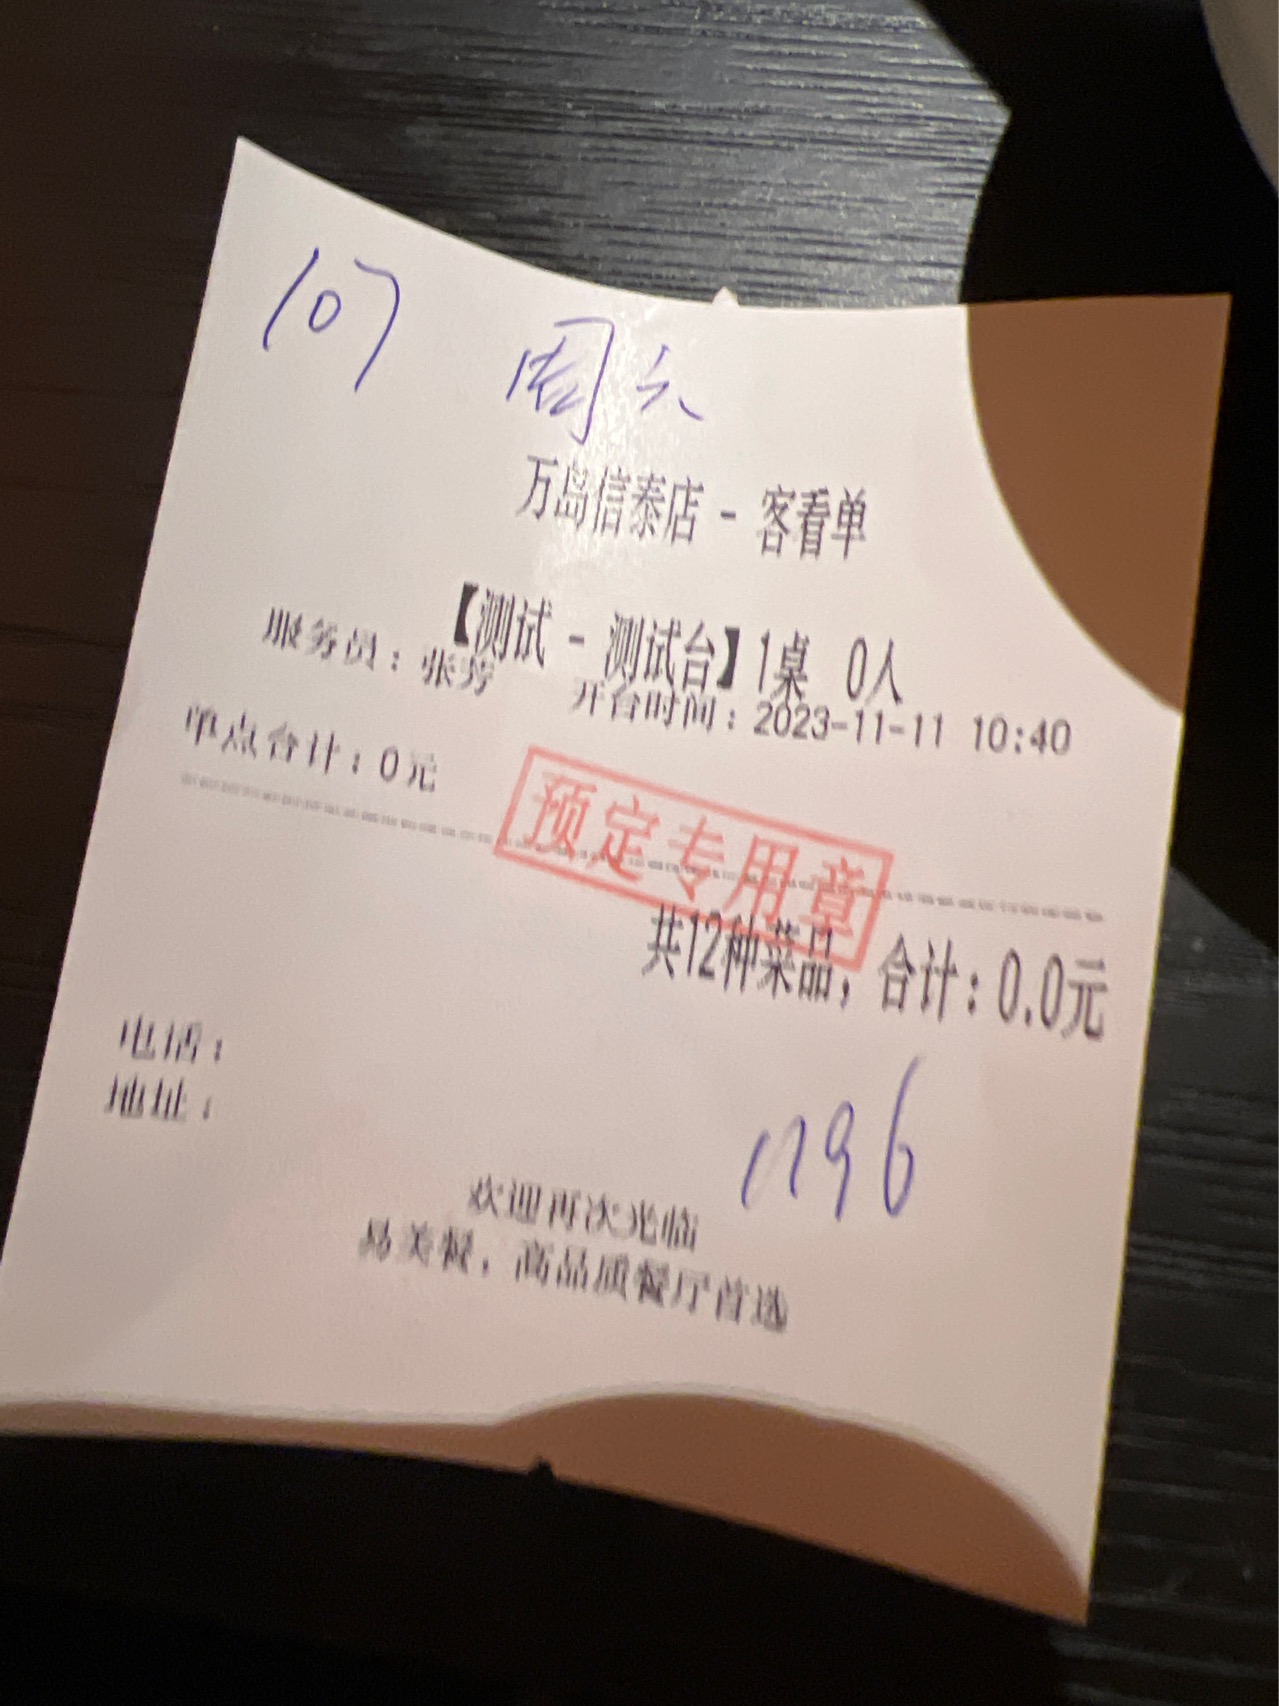 107 周六
万岛信泰店 - 客看单
【测试 - 测试台】1桌 0人
服务员：张芳 开台时间：2023-11-11 10:40
单点合计：0元
预定专用章
共12种菜品，合计：0.0元
电话：
地址：
1196
欢迎再次光临
易美餐，高品质餐厅首选